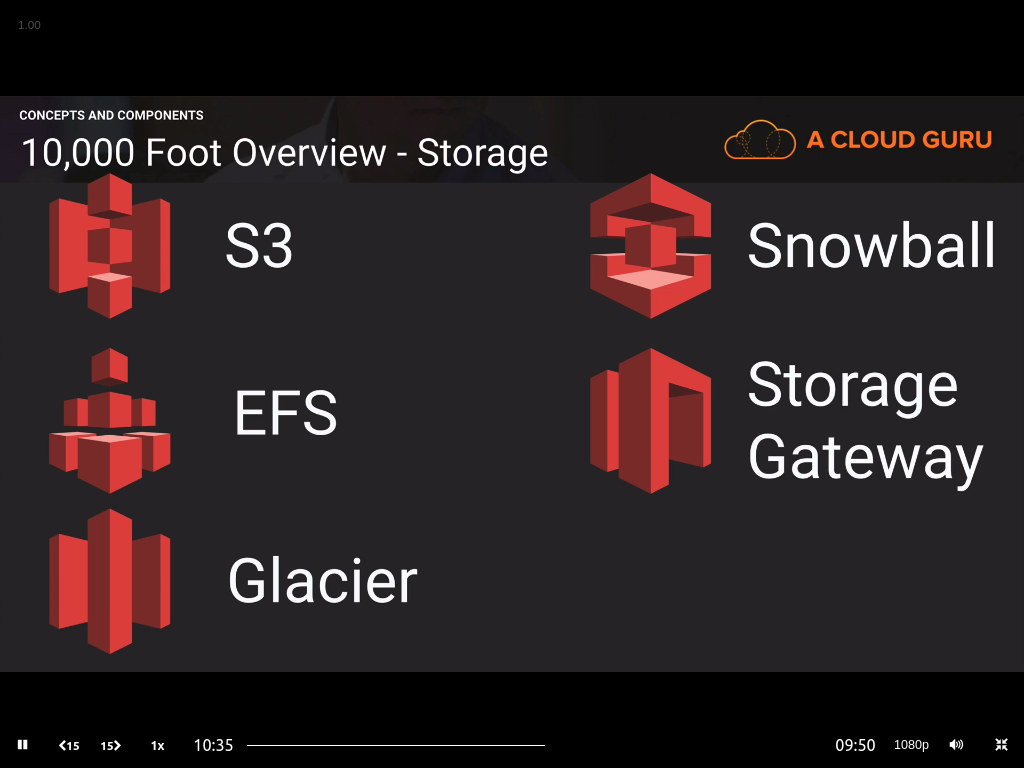 1.00
CONCEPTS AND COMPONENTS
10,000 Foot Overview - Storage
A CLOUD GURU
S3
Snowball
EFS
Storage
Gateway
Glacier
15
15
1x
10:35
09:50
1080p